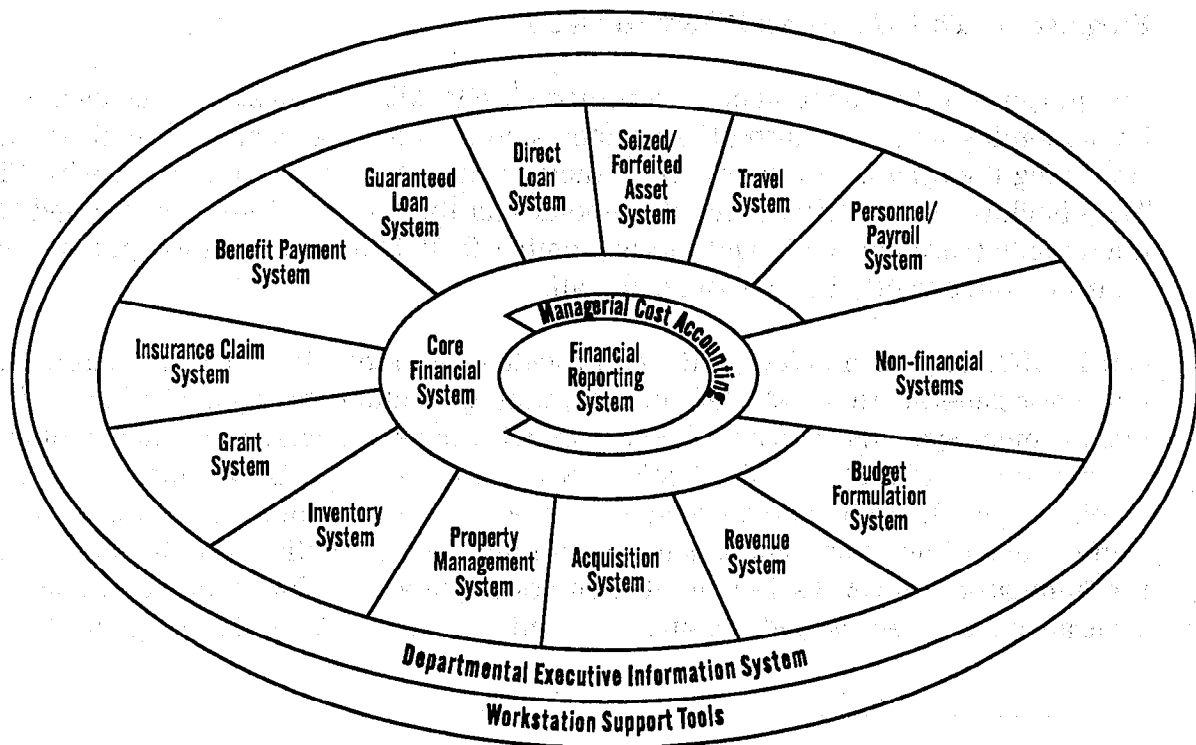 Direct
Loan
System
Seized/
Forfeited
Asset
System
Travel
System
Personnel/
Payroll
System
Guaranteed
Loan
System
Benefit Payment
System
Insurance Claim
System
Grant
System
Inventory
System
Property
Management
System
Acquisition
System
Revenue
System
Budget
Formulation
System
Non-financial
Systems
Core
Financial
System
Managerial Cost Accounting
Financial
Reporting
System
Departmental Executive Information System
Workstation Support Tools